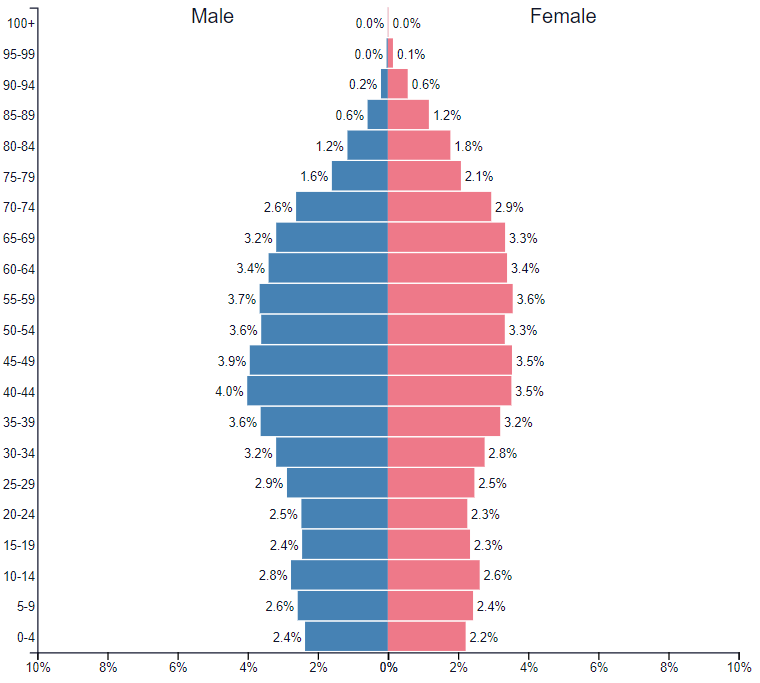 Male Female
100+ 0.0% 0.0%
95-99 0.0% 0.1%
90-94 0.2% 0.6%
85-89 0.6% 1.2%
80-84 1.2% 1.8%
75-79 1.6% 2.1%
70-74 2.6% 2.9%
65-69 3.2% 3.3%
60-64 3.4% 3.4%
55-59 3.7% 3.6%
50-54 3.6% 3.3%
45-49 3.9% 3.5%
40-44 4.0% 3.5%
35-39 3.6% 3.2%
30-34 3.2% 2.8%
25-29 2.9% 2.5%
20-24 2.5% 2.3%
15-19 2.4% 2.3%
10-14 2.8% 2.6%
5-9 2.6% 2.4%
0-4 2.4% 2.2%
10% 8% 6% 4% 2% 0% 2% 4% 6% 8% 10%